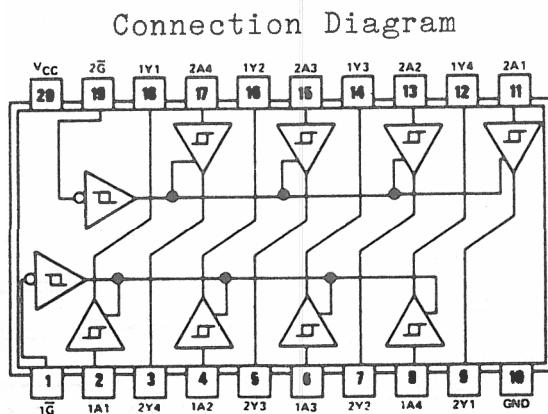 Connection Diagram
VCC 2G̅ 1Y1 2A4 1Y2 2A3 1Y3 2A2 1Y4 2A1
20 19 18 17 16 15 14 13 12 11
1 2 3 4 5 6 7 8 9 10
1G̅ 1A1 2Y4 1A2 2Y3 1A3 2Y2 1A4 2Y1 GND